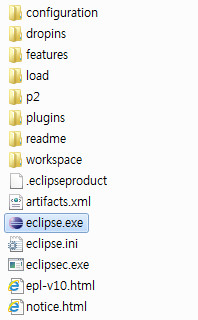 configuration
dropins
features
load
p2
plugins
readme
workspace
.eclipseproduct
artifacts.xml
eclipse.exe
eclipse.ini
eclipsec.exe
epl-v10.html
notice.html